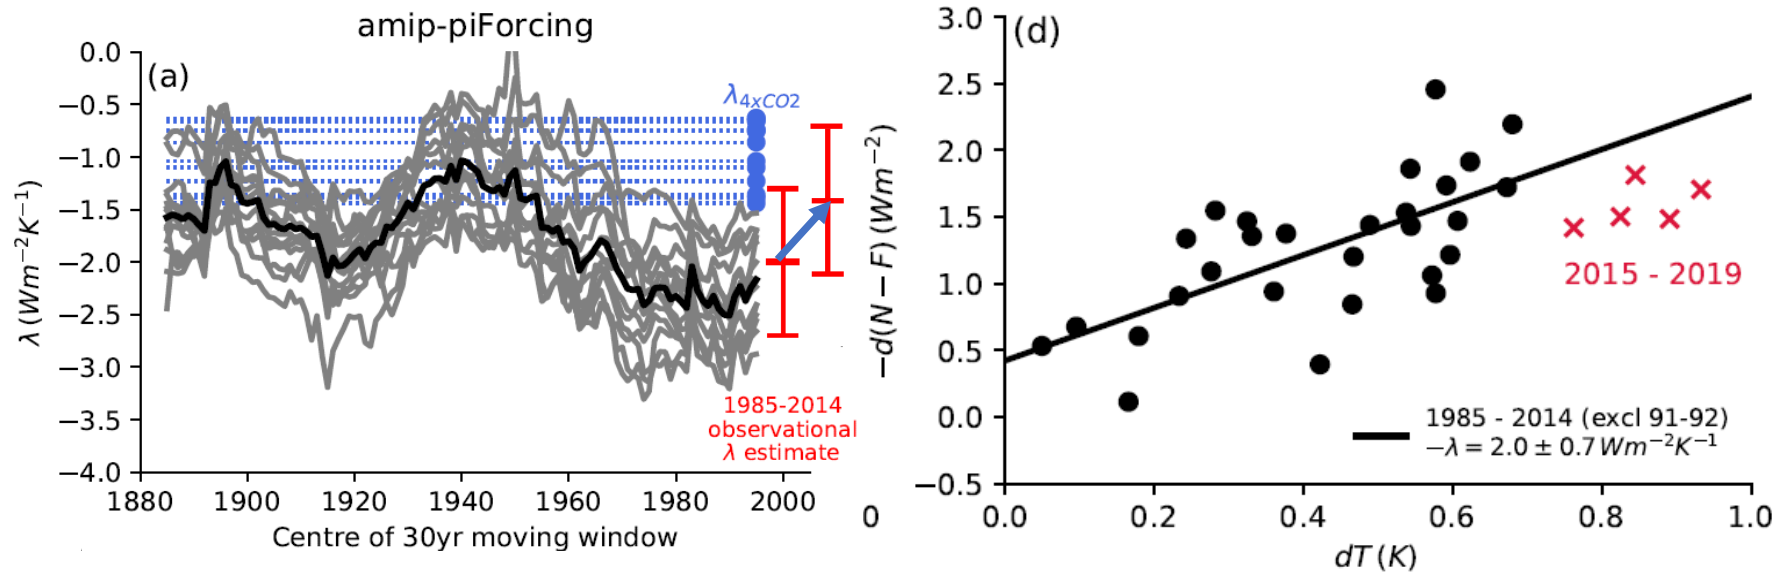 amip-piForcing
(a)
0.0
−0.5
−1.0
−1.5
−2.0
−2.5
−3.0
−3.5
−4.0
λ (Wm−2K−1)
λ4xCO2
1985-2014
observational
λ estimate
1880 1900 1920 1940 1960 1980 2000
Centre of 30yr moving window
0
(d)
3.0
2.5
2.0
1.5
1.0
0.5
0.0
−0.5
−d(N − F) (Wm−2)
2015 - 2019
1985 - 2014 (excl 91-92)
−λ = 2.0 ± 0.7 Wm−2K−1
0.0 0.2 0.4 0.6 0.8 1.0
dT (K)